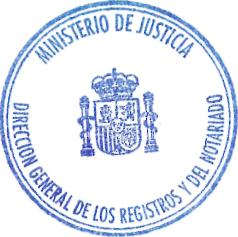 MINISTERIO DE JUSTICIA
DIRECCION GENERAL DE LOS REGISTROS Y DEL NOTARIADO